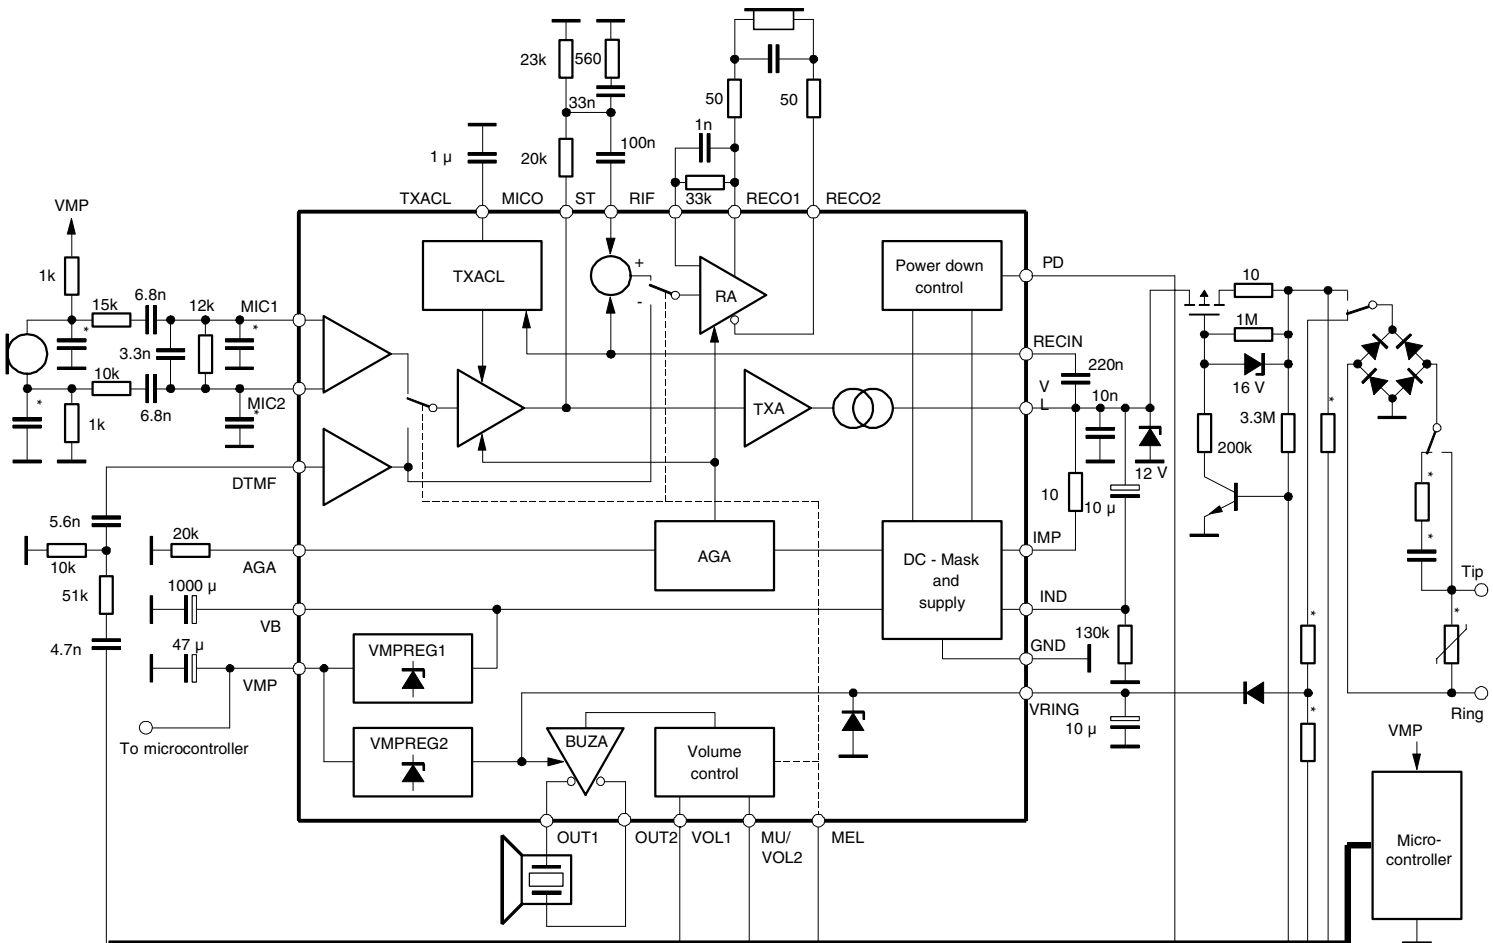 23k
560
33n
50
50
1n
100n
1 µ
20k
33k
TXACL
MICO
ST
RIF
RECO1
RECO2
VMP
1k
15k
6.8n
12k
MIC1
*
3.3n
10k
6.8n
*
1k
MIC2
*
TXACL
+
-
RA
Power down
control
PD
10
1M
16 V
RECIN
220n
V
L
10n
TXA
12 V
10
10 µ
200k
3.3M
*
*
*
DTMF
5.6n
10k
51k
4.7n
20k
AGA
AGA
DC - Mask
and
supply
IMP
IND
GND
130k
1000 µ
VB
47 µ
VMP
To microcontroller
VMPREG1
VMPREG2
BUZA
Volume
control
VRING
10 µ
*
*
Tip
*
Ring
VMP
Micro-
controller
OUT1
OUT2
VOL1
MU/
VOL2
MEL